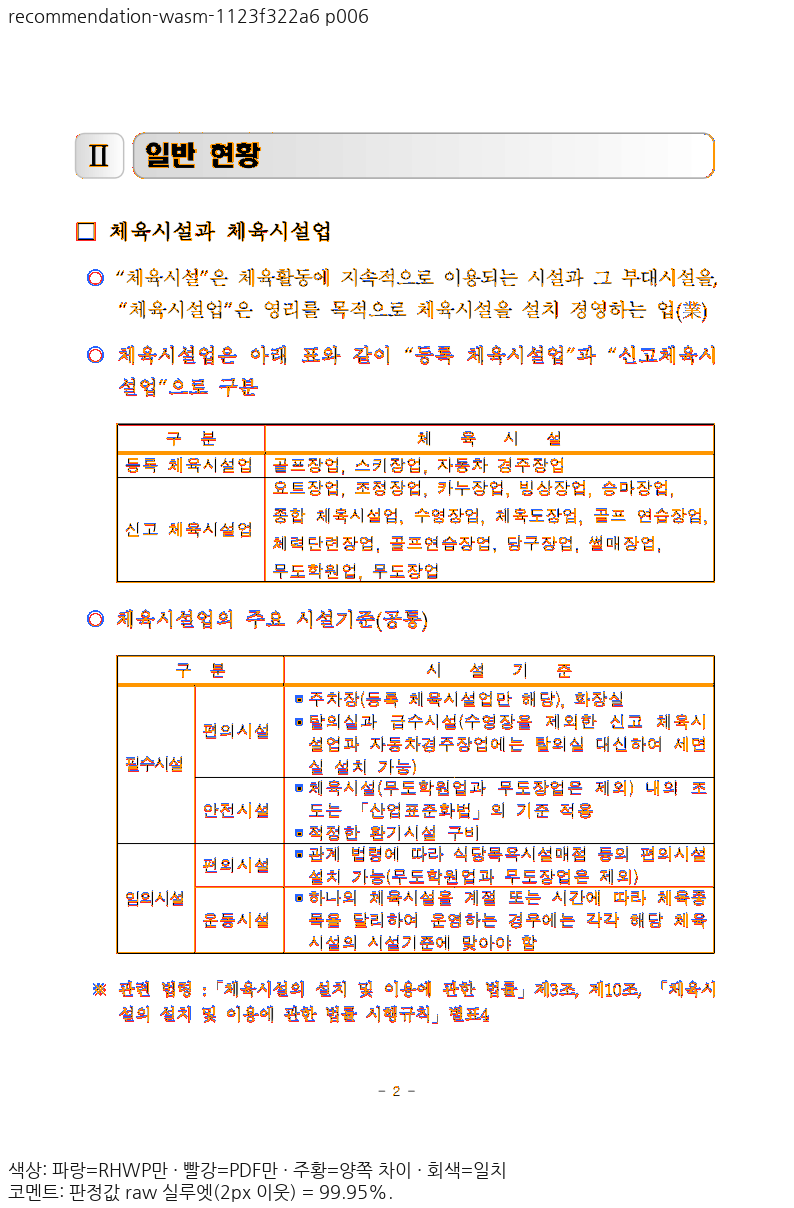 recommendation-wasm-1123f322a6 p006
Ⅱ 일반 현황
□ 체육시설과 체육시설업
○ “체육시설”은 체육활동에 지속적으로 이용되는 시설과 그 부대시설을,
“체육시설업”은 영리를 목적으로 체육시설을 설치 경영하는 업(業)
○ 체육시설업은 아래 표와 같이 “등록 체육시설업”과 “신고체육시
설업”으로 구분
구 분 체 육 시 설
등록 체육시설업 골프장업, 스키장업, 자동차 경주장업
신고 체육시설업
요트장업, 조정장업, 카누장업, 빙상장업, 승마장업,
종합 체육시설업, 수영장업, 체육도장업, 골프 연습장업,
체력단련장업, 골프연습장업, 당구장업, 썰매장업,
무도학원업, 무도장업
○ 체육시설업의 주요 시설기준(공통)
구 분 시 설 기 준
필수시설
편의시설
▣주차장(등록 체육시설업만 해당), 화장실
▣탈의실과 급수시설(수영장을 제외한 신고 체육시
설업과 자동차경주장업에는 탈의실 대신하여 세면
실 설치 가능)
안전시설
▣체육시설(무도학원업과 무도장업은 제외) 내의 조
도는 「산업표준화법」의 기준 적용
▣적정한 환기시설 구비
임의시설
편의시설
▣관계 법령에 따라 식당목욕시설매점 등의 편의시설
설치 가능(무도학원업과 무도장업은 제외)
운동시설
▣하나의 체육시설을 계절 또는 시간에 따라 체육종
목을 달리하여 운영하는 경우에는 각각 해당 체육
시설의 시설기준에 맞아야 함
※ 관련 법령 :「체육시설의 설치 및 이용에 관한 법률」제3조, 제10조, 「체육시
설의 설치 및 이용에 관한 법률 시행규칙」별표4
- 2 -
색상: 파랑=RHWP만 · 빨강=PDF만 · 주황=양쪽 차이 · 회색=일치
코멘트: 판정값 raw 실루엣(2px 이웃) = 99.95%.